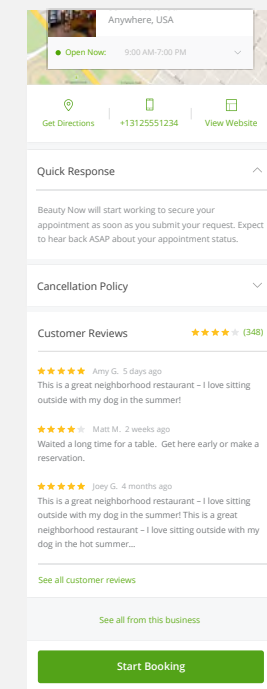 Anywhere, USA
Open Now: 9:00 AM-7:00 PM
Get Directions
+13125551234
View Website
Quick Response
Beauty Now will start working to secure your
appointment as soon as you submit your request. Expect
to hear back ASAP about your appointment status.
Cancellation Policy
Customer Reviews (348)
Amy G. 5 days ago
This is a great neighborhood restaurant – I love sitting
outside with my dog in the summer!
Matt M. 2 weeks ago
Waited a long time for a table. Get here early or make a
reservation.
Joey G. 4 months ago
This is a great neighborhood restaurant – I love sitting
outside with my dog in the summer! This is a great
neighborhood restaurant – I love sitting outside with my
dog in the hot summer...
See all customer reviews
See all from this business
Start Booking